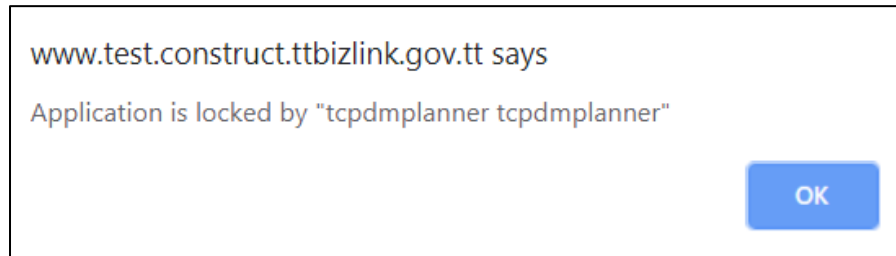 www.test.construct.ttbizlink.gov.tt says
Application is locked by "tcpdmplanner tcpdmplanner"
OK